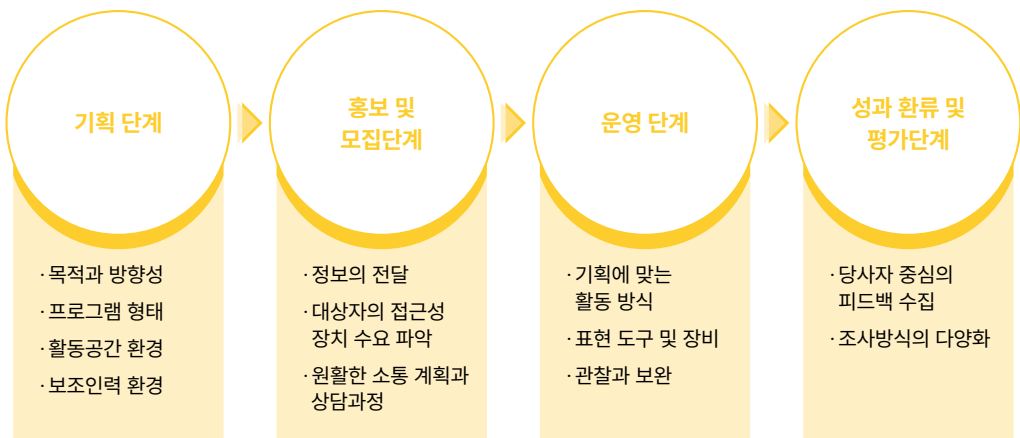 기획 단계
홍보 및
모집단계
운영 단계
성과 환류 및
평가단계
· 목적과 방향성
· 프로그램 형태
· 활동공간 환경
· 보조인력 환경
· 정보의 전달
· 대상자의 접근성
장치 수요 파악
· 원활한 소통 계획과
상담과정
· 기획에 맞는
활동 방식
· 표현 도구 및 장비
· 관찰과 보완
· 당사자 중심의
피드백 수집
· 조사방식의 다양화